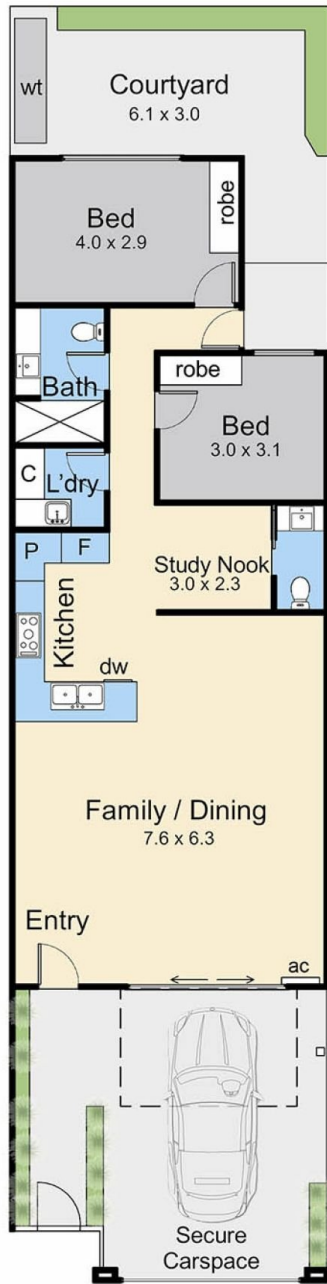 wt
Courtyard
6.1 x 3.0
Bed
4.0 x 2.9
robe
Bath
robe
Bed
3.0 x 3.1
C
L'dry
P
F
Study Nook
3.0 x 2.3
Kitchen
dw
Family / Dining
7.6 x 6.3
Entry
ac
Secure
Carspace